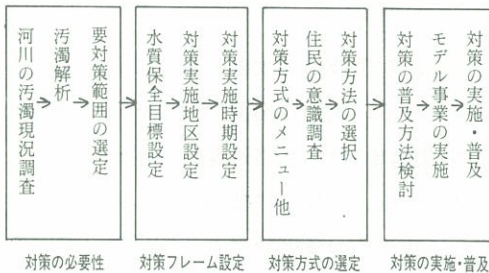 河川の汚濁現況調査
汚濁解析
要対策範囲の選定
水質保全目標設定
対策実施地区設定
対策実施時期設定
対策方式のメニュー他
住民の意識調査
対策方法の選択
対策の普及方法検討
モデル事業の実施
対策の実施・普及
対策の必要性
対策フレーム設定
対策方式の選定
対策の実施・普及